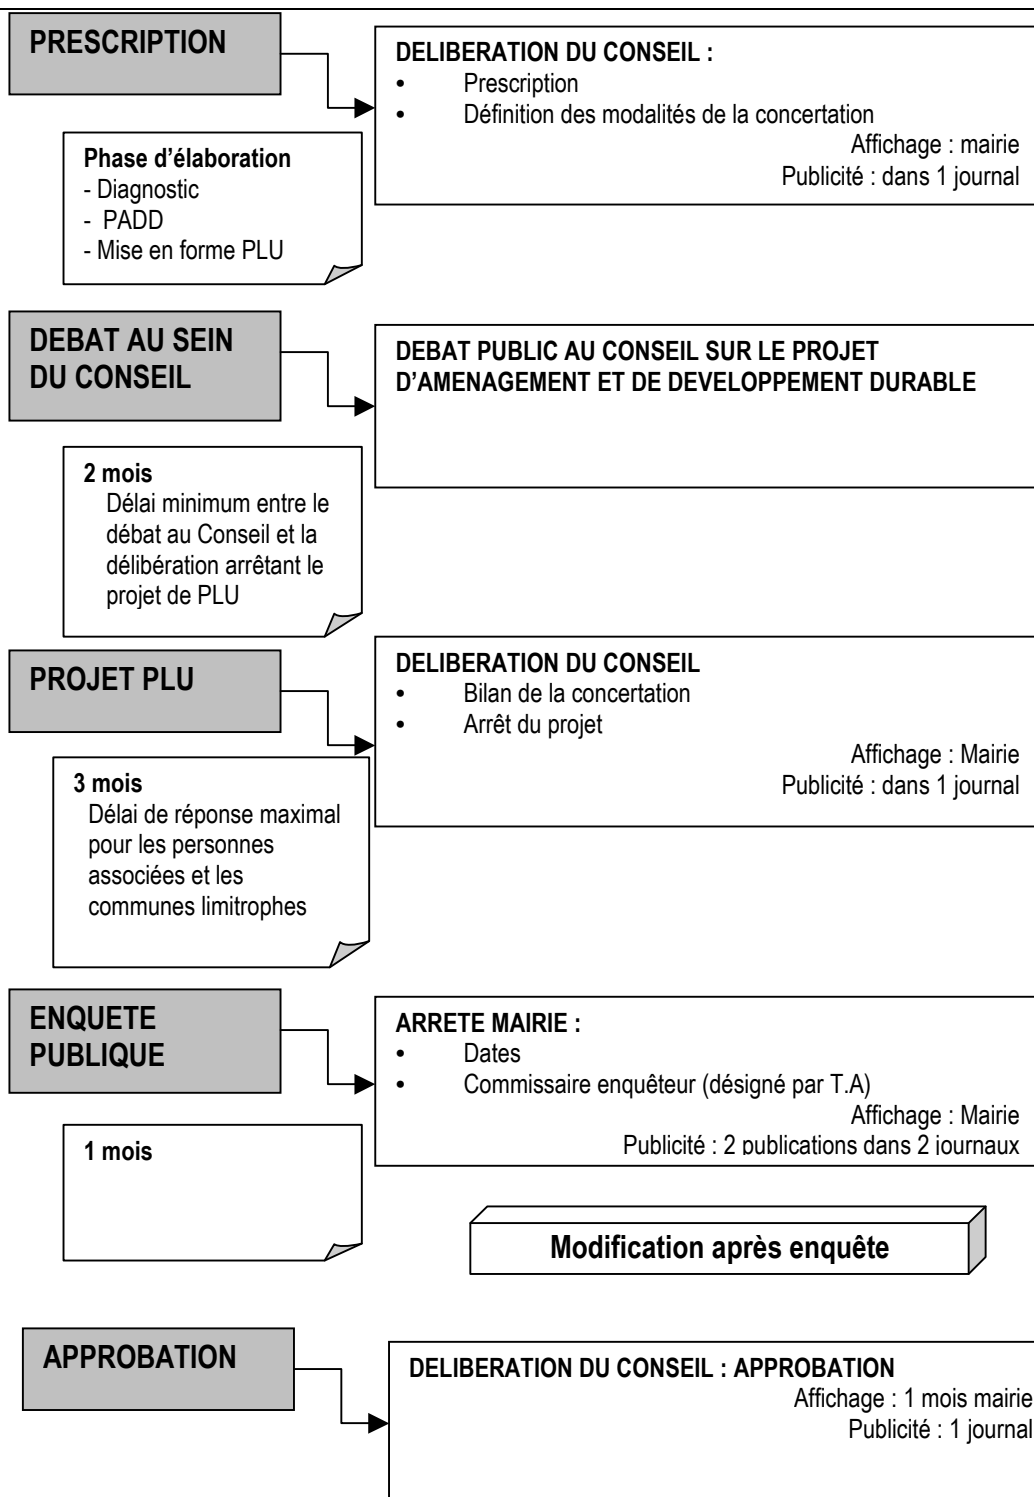 PRESCRIPTION
DELIBERATION DU CONSEIL :
• Prescription
• Définition des modalités de la concertation
Affichage : mairie
Publicité : dans 1 journal
Phase d’élaboration
- Diagnostic
- PADD
- Mise en forme PLU
DEBAT AU SEIN
DU CONSEIL
DEBAT PUBLIC AU CONSEIL SUR LE PROJET
D’AMENAGEMENT ET DE DEVELOPPEMENT DURABLE
2 mois
Délai minimum entre le
débat au Conseil et la
délibération arrêtant le
projet de PLU
PROJET PLU
DELIBERATION DU CONSEIL
• Bilan de la concertation
• Arrêt du projet
Affichage : Mairie
Publicité : dans 1 journal
3 mois
Délai de réponse maximal
pour les personnes
associées et les
communes limitrophes
ENQUETE
PUBLIQUE
ARRETE MAIRIE :
• Dates
• Commissaire enquêteur (désigné par T.A)
Affichage : Mairie
Publicité : 2 publications dans 2 journaux
1 mois
Modification après enquête
APPROBATION
DELIBERATION DU CONSEIL : APPROBATION
Affichage : 1 mois mairie
Publicité : 1 journal